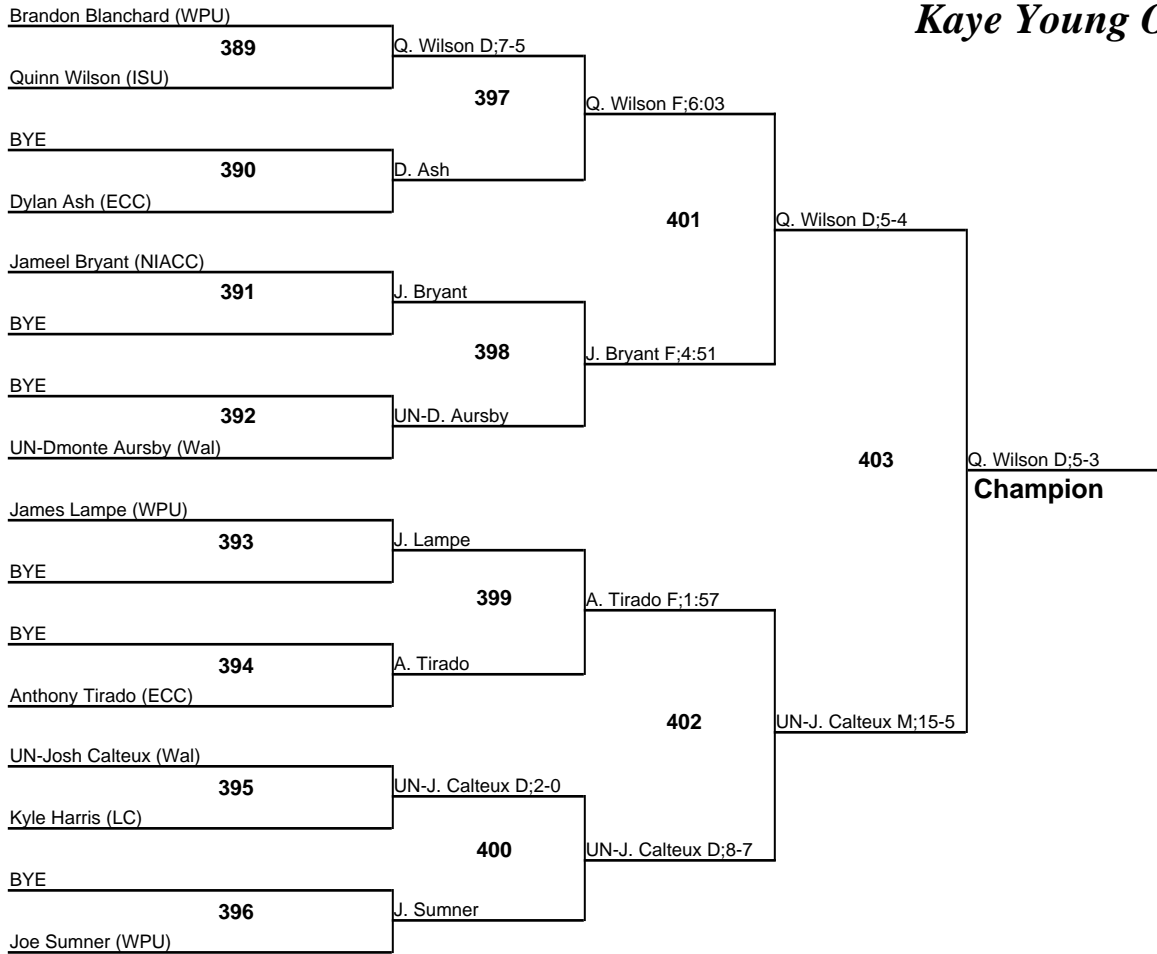 Kaye Young O
Brandon Blanchard (WPU)
389
Quinn Wilson (ISU)
Q. Wilson D;7-5
397
BYE
390
Dylan Ash (ECC)
D. Ash
Q. Wilson F;6:03
401
Jameel Bryant (NIACC)
391
BYE
J. Bryant
398
BYE
392
UN-Dmonte Aursby (Wal)
UN-D. Aursby
J. Bryant F;4:51
Q. Wilson D;5-4
403
James Lampe (WPU)
393
BYE
J. Lampe
399
BYE
394
Anthony Tirado (ECC)
A. Tirado
A. Tirado F;1:57
402
UN-Josh Calteux (Wal)
395
Kyle Harris (LC)
UN-J. Calteux D;2-0
400
BYE
396
Joe Sumner (WPU)
J. Sumner
UN-J. Calteux D;8-7
UN-J. Calteux M;15-5
Q. Wilson D;5-3
Champion